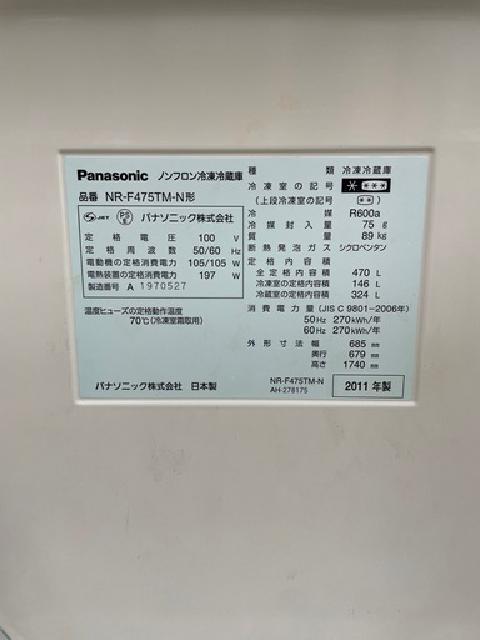 Panasonic ノンフロン冷凍冷蔵庫
品番 NR-F475TM-N形
JET PSE パナソニック株式会社
定格電圧 100 V
定格周波数 50/60 Hz
電動機の定格消費電力 105/105 W
電熱装置の定格消費電力 197 W
製造番号 A 1970527
温度ヒューズの定格動作温度
70℃(冷凍室霜取用)
パナソニック株式会社 日本製
種類 冷凍冷蔵庫
冷凍室の記号
(上段冷凍室の記号)
冷媒 R600a
冷媒封入量 75 g
質量 89 kg
断熱発泡ガス シクロペンタン
定格内容積
全定格内容積 470 L
冷凍室の定格内容積 146 L
冷蔵室の定格内容積 324 L
消費電力量(JIS C 9801-2006年)
50Hz 270kWh/年
60Hz 270kWh/年
外形寸法幅 685 mm
奥行 679 mm
高さ 1740 mm
NR-F475TM-N
AH-278175
2011年製